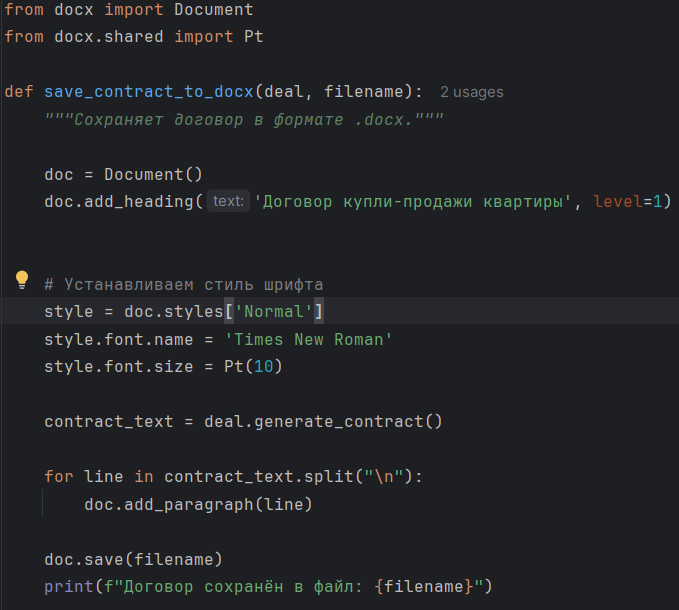 from docx import Document
from docx.shared import Pt
def save_contract_to_docx(deal, filename): 2 usages
"""Сохраняет договор в формате .docx."""
doc = Document()
doc.add_heading( text: 'Договор купли-продажи квартиры', level=1)
# Устанавливаем стиль шрифта
style = doc.styles['Normal']
style.font.name = 'Times New Roman'
style.font.size = Pt(10)
contract_text = deal.generate_contract()
for line in contract_text.split("\n"):
doc.add_paragraph(line)
doc.save(filename)
print(f"Договор сохранён в файл: {filename}")